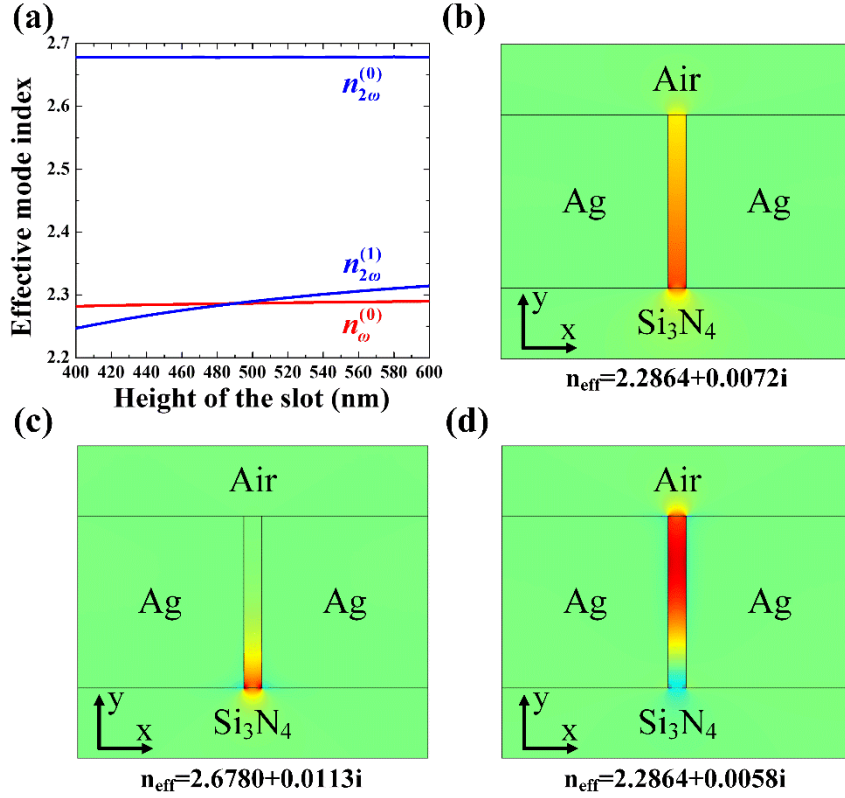 (a)
Effective mode index
2.7
2.6
2.5
2.4
2.3
2.2
n₂ω⁽⁰⁾
n₂ω⁽¹⁾
nω⁽⁰⁾
400 420 440 460 480 500 520 540 560 580 600
Height of the slot (nm)
(b)
Air
Ag
Ag
y
x
Si₃N₄
nₑff=2.2864+0.0072i
(c)
Air
Ag
Ag
y
x
Si₃N₄
nₑff=2.6780+0.0113i
(d)
Air
Ag
Ag
y
x
Si₃N₄
nₑff=2.2864+0.0058i